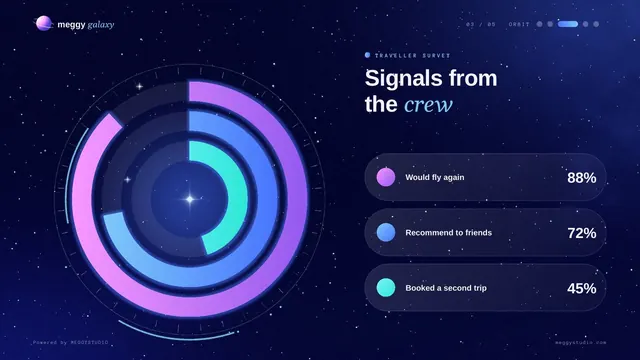 meggy galaxy
03 / 05 ORBIT
TRAVELLER SURVEY
Signals from
the crew
Would fly again 88%
Recommend to friends 72%
Booked a second trip 45%
Powered by MEGGYSTUDIO
meggystudio.com